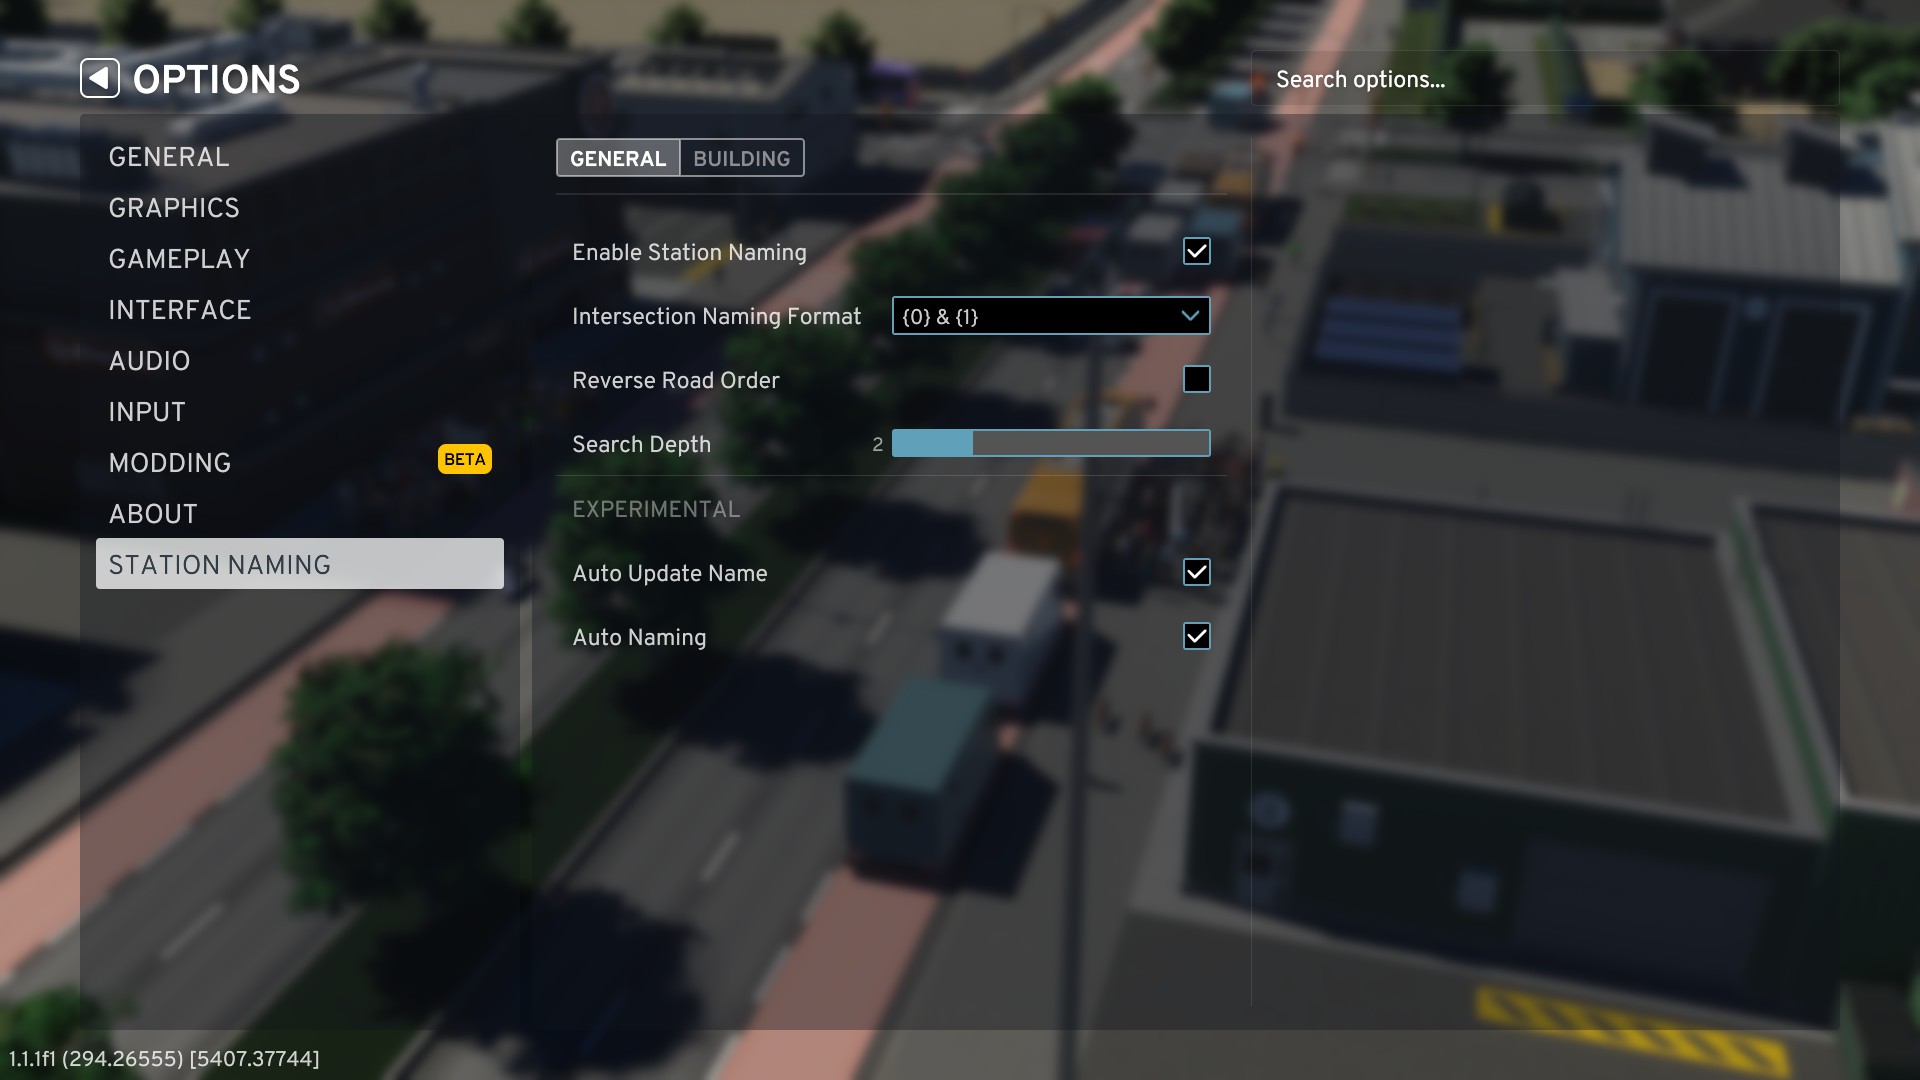 OPTIONS
Search options...
GENERAL
GRAPHICS
GAMEPLAY
INTERFACE
AUDIO
INPUT
MODDING BETA
ABOUT
STATION NAMING
GENERAL BUILDING
Enable Station Naming
Intersection Naming Format {0} & {1}
Reverse Road Order
Search Depth 2
EXPERIMENTAL
Auto Update Name
Auto Naming
1.1.1f1 (294.26555) [5407.37744]